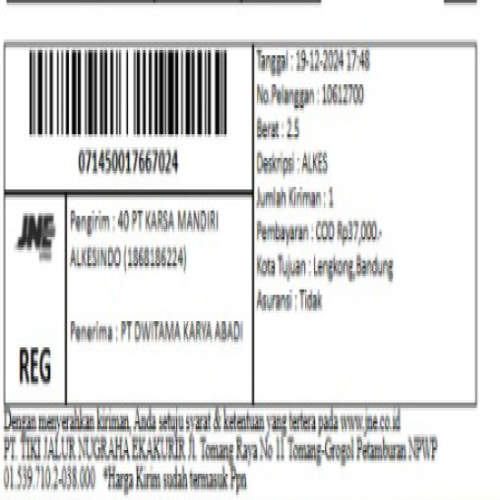 071450017667024
JNE
REG
Pengirim : 40 PT KARSA MANDIRI
ALKESINDO (1868186224)
Penerima : PT DWITAMA KARYA ABADI
Tanggal : 19-12-2024 17:48
No.Pelanggan : 10612700
Berat : 2.5
Deskripsi : ALKES
Jumlah Kiriman : 1
Pembayaran : COD Rp37,000.-
Kota Tujuan : Lengkong,Bandung
Asuransi : Tidak
Dengan menyerahkan kiriman, Anda setuju syarat & ketentuan yang tertera pada www.jne.co.id
PT. TIKI JALUR NUGRAHA EKAKURIR Jl. Tomang Raya No 11 Tomang-Grogol Petamburan NPWP
01.539.710.2-038.000 *Harga Kirim sudah termasuk Ppn